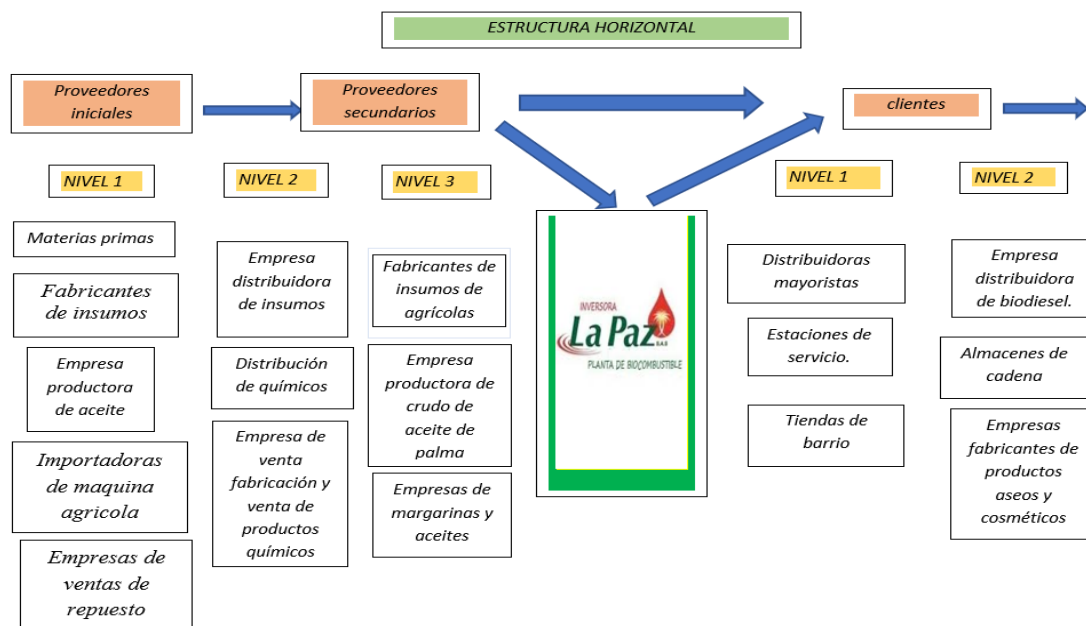 ESTRUCTURA HORIZONTAL
Proveedores
iniciales
Proveedores
secundarios
clientes
NIVEL 1
NIVEL 2
NIVEL 3
NIVEL 1
NIVEL 2
Materias primas
Fabricantes
de insumos
Empresa
productora
de aceite
Importadoras
de maquina
agricola
Empresas de
ventas de
repuesto
Empresa
distribuidora
de insumos
Distribución
de químicos
Empresa de
venta
fabricación y
venta de
productos
químicos
Fabricantes de
insumos de
agrícolas
Empresa
productora de
crudo de
aceite de
palma
Empresas de
margarinas y
aceites
INVERSORA
La Paz
S.A.S
PLANTA DE BIOCOMBUSTIBLE
Distribuidoras
mayoristas
Estaciones de
servicio.
Tiendas de
barrio
Empresa
distribuidora
de biodiesel.
Almacenes de
cadena
Empresas
fabricantes de
productos
aseos y
cosméticos